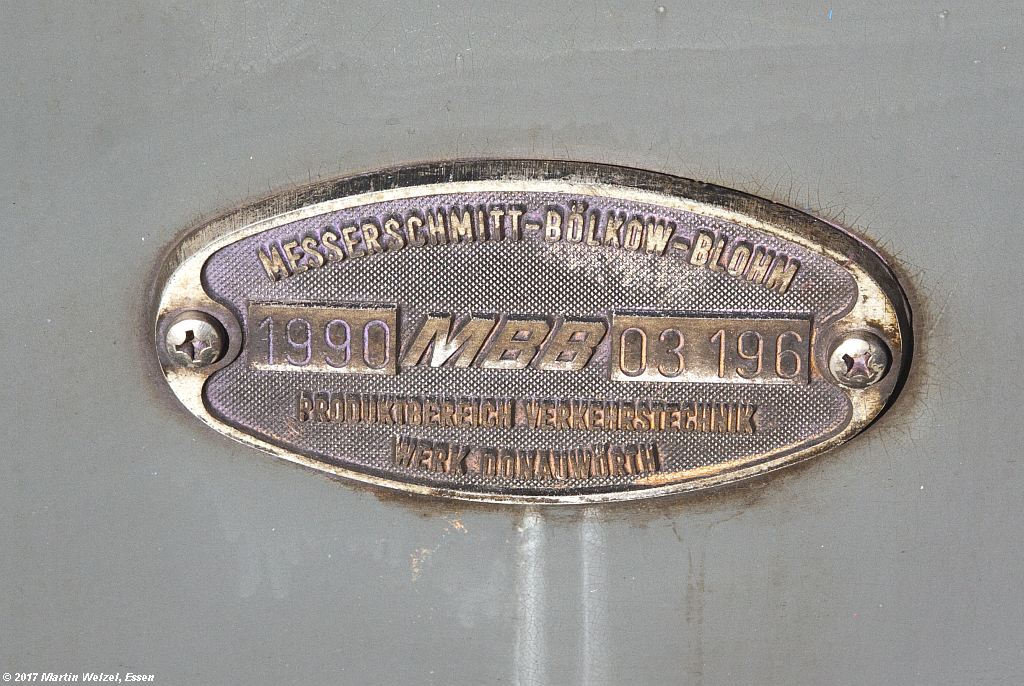 MESSERSCHMITT-BÖLKOW-BLOHM
1990 MBB 03 196
PRODUKTBEREICH VERKEHRSTECHNIK
WERK DONAUWÖRTH
© 2017 Martin Welzel, Essen